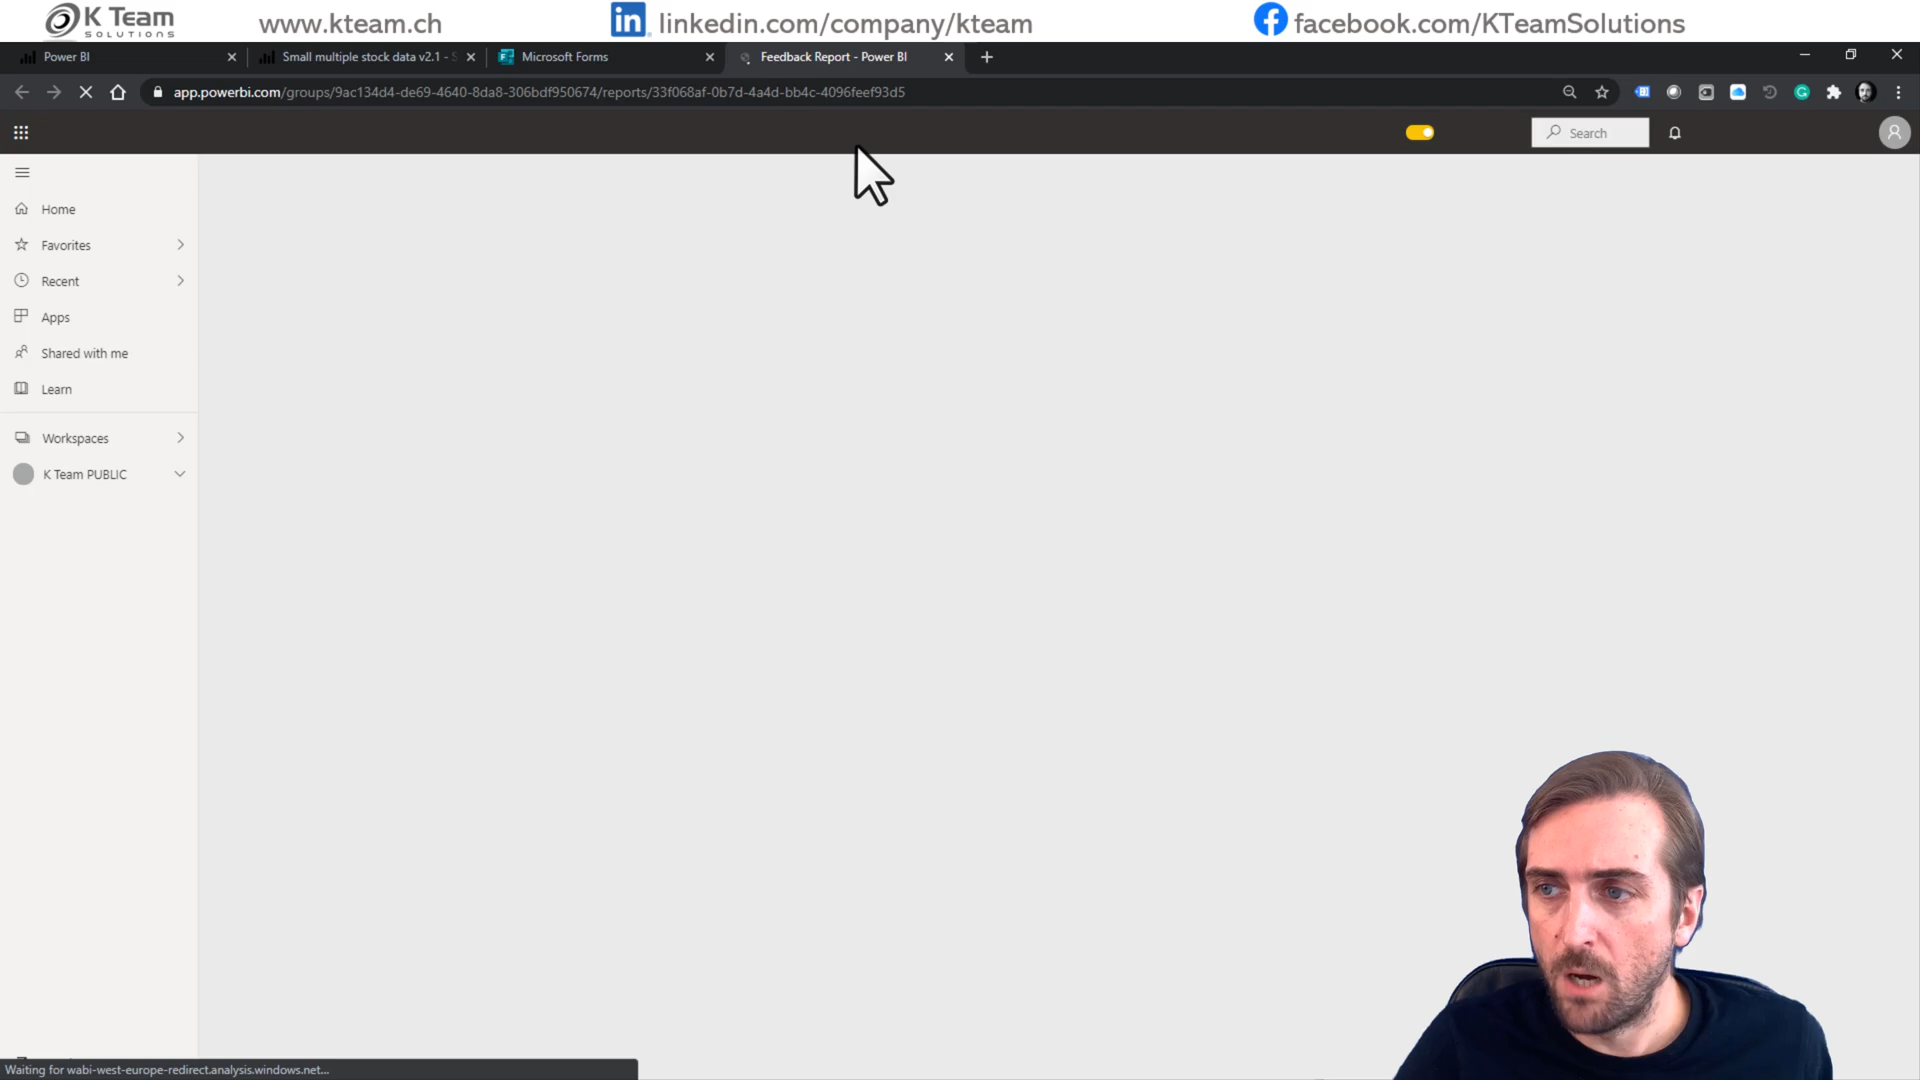 K Team
SOLUTIONS
www.kteam.ch
in linkedin.com/company/kteam
facebook.com/KTeamSolutions
Power BI
Small multiple stock data v2.1 - S
Microsoft Forms
Feedback Report - Power BI
app.powerbi.com/groups/9ac134d4-de69-4640-8da8-306bdf950674/reports/33f068af-0b7d-4a4d-bb4c-4096feef93d5
Search
Home
Favorites
Recent
Apps
Shared with me
Learn
Workspaces
K Team PUBLIC
Waiting for wabi-west-europe-redirect.analysis.windows.net...